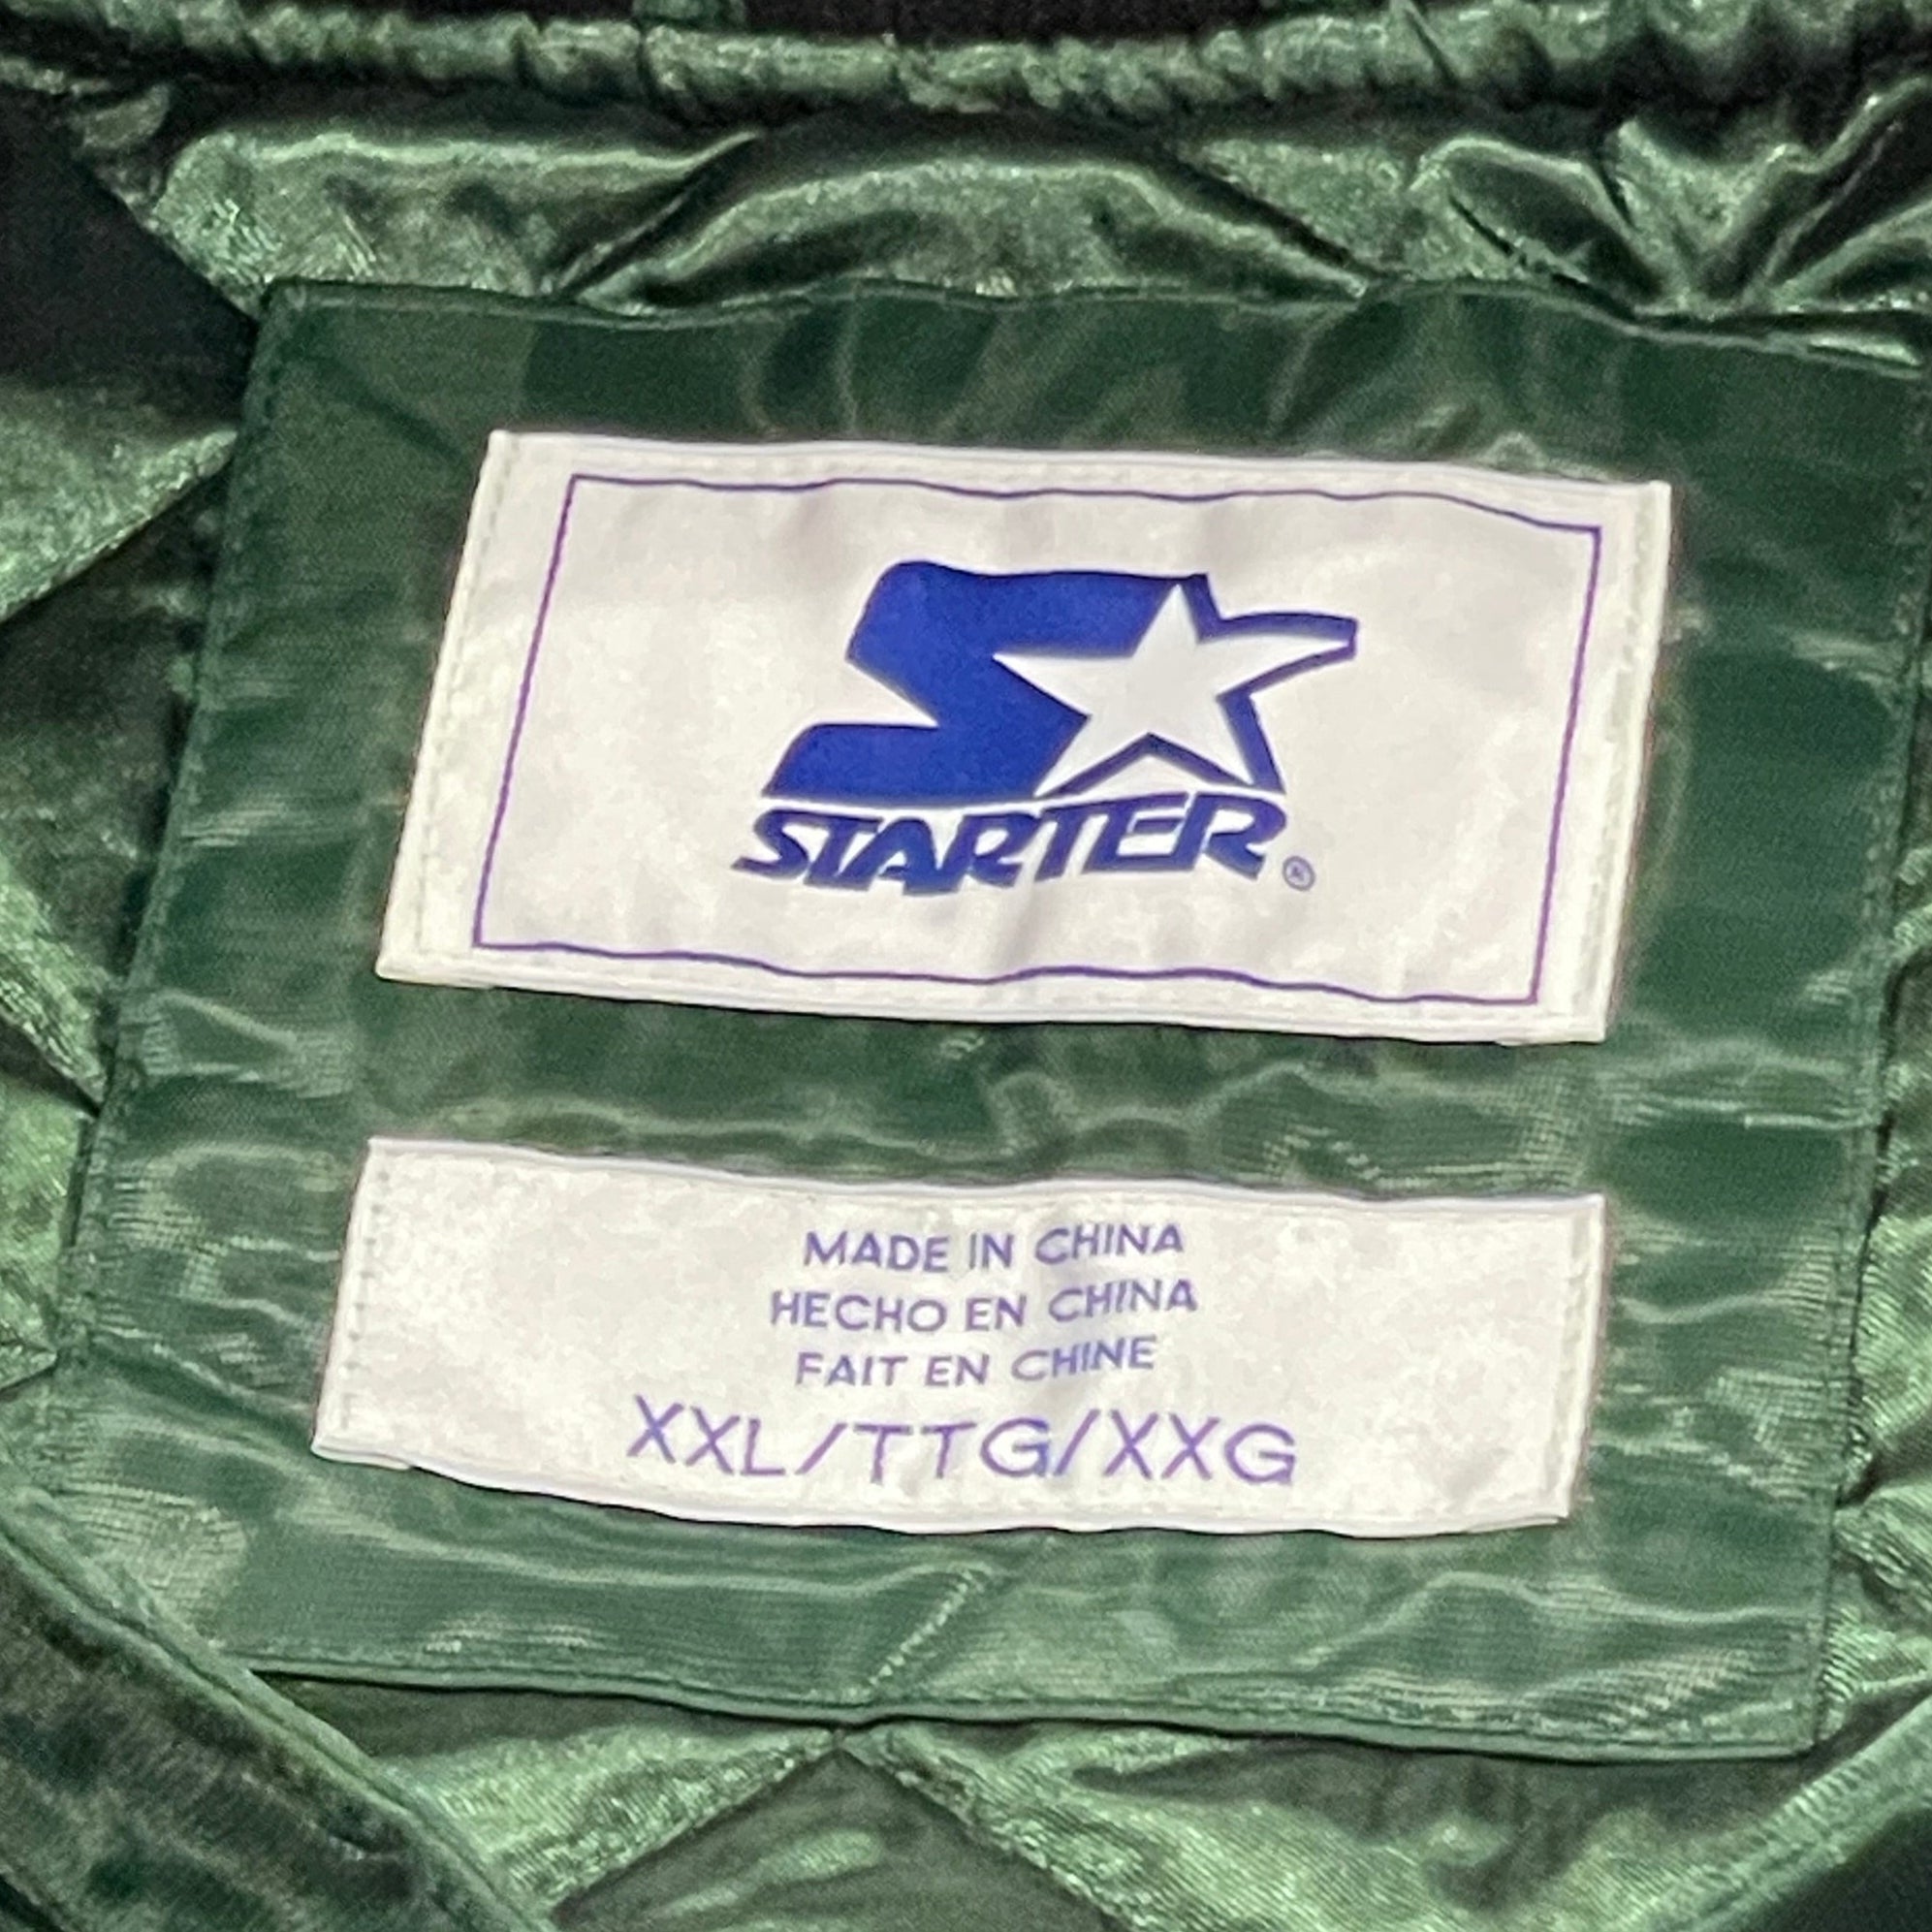 STARTER®
MADE IN CHINA
HECHO EN CHINA
FAIT EN CHINE
XXL/TTG/XXG